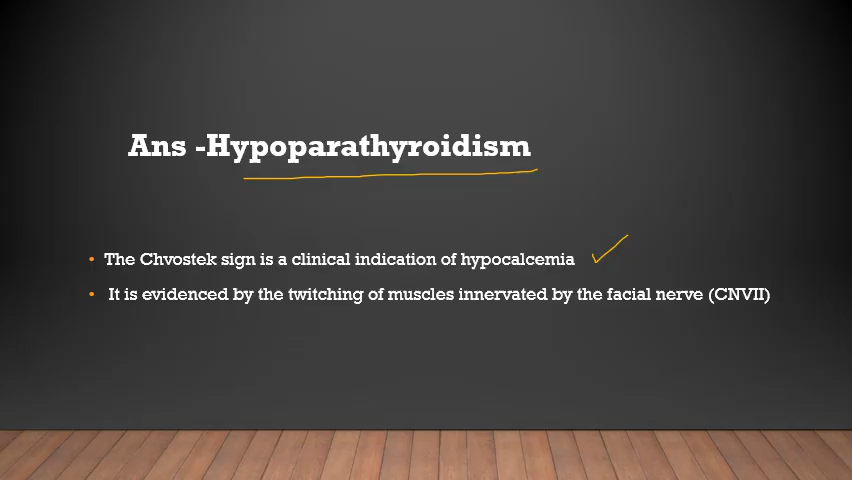 Ans -Hypoparathyroidism
• The Chvostek sign is a clinical indication of hypocalcemia
• It is evidenced by the twitching of muscles innervated by the facial nerve (CNVII)